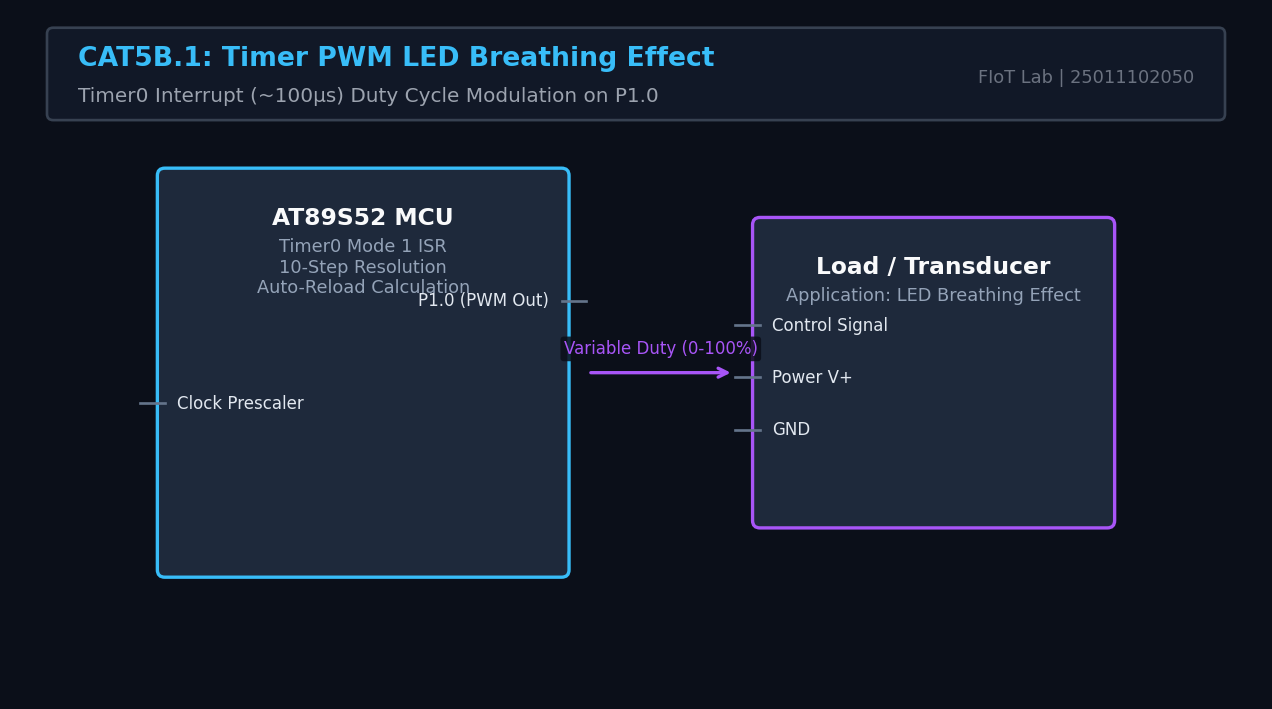 CAT5B.1: Timer PWM LED Breathing Effect
Timer0 Interrupt (~100µs) Duty Cycle Modulation on P1.0
FIoT Lab | 25011102050
AT89S52 MCU
Timer0 Mode 1 ISR
10-Step Resolution
Auto-Reload Calculation
P1.0 (PWM Out)
Clock Prescaler
Variable Duty (0-100%)
Load / Transducer
Application: LED Breathing Effect
Control Signal
Power V+
GND